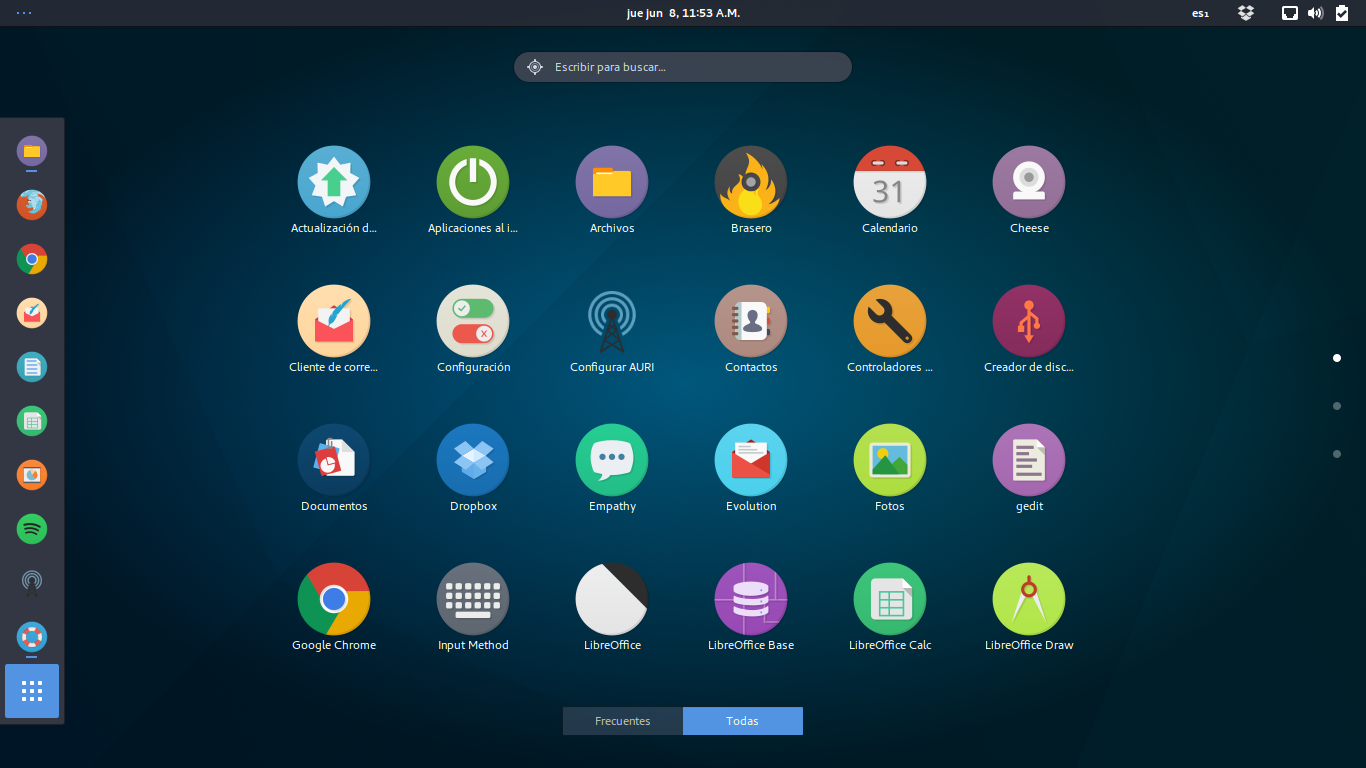 jue jun 8, 11:53 A.M.
es₁
Escribir para buscar...
Actualización d...
Aplicaciones al i...
Archivos
Brasero
31
Calendario
Cheese
Cliente de corre...
Configuración
Configurar AURI
Contactos
Controladores ...
Creador de disc...
Documentos
Dropbox
Empathy
Evolution
Fotos
gedit
Google Chrome
Input Method
LibreOffice
LibreOffice Base
LibreOffice Calc
LibreOffice Draw
Frecuentes
Todas